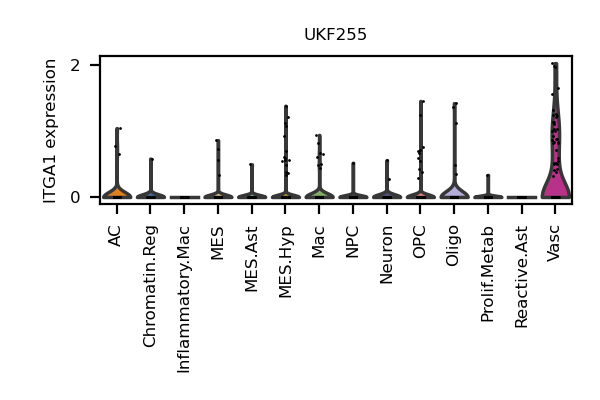 UKF255
ITGA1 expression
2
0
AC
Chromatin.Reg
Inflammatory.Mac
MES
MES.Ast
MES.Hyp
Mac
NPC
Neuron
OPC
Oligo
Prolif.Metab
Reactive.Ast
Vasc